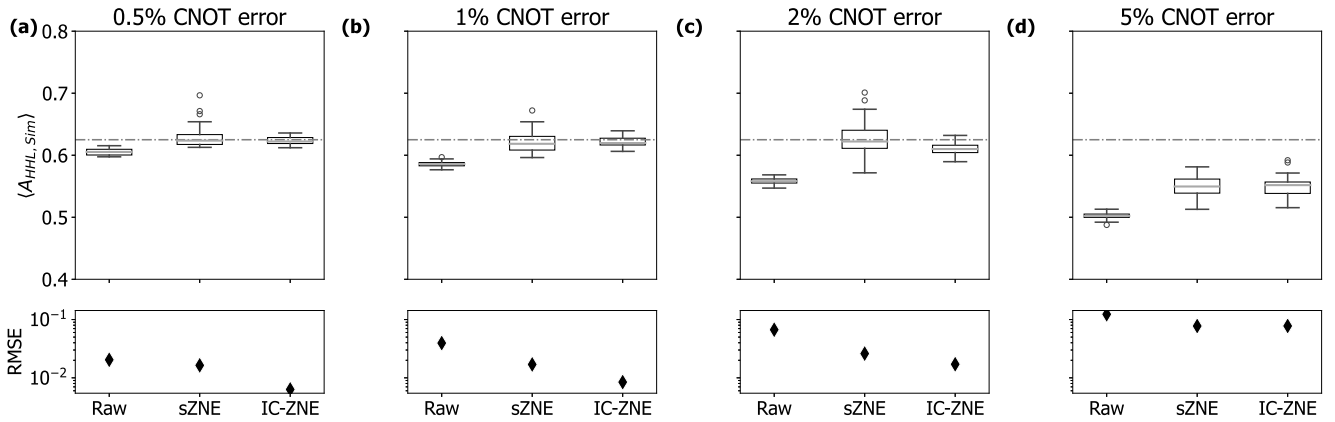 (a) 0.5% CNOT error
(b) 1% CNOT error
(c) 2% CNOT error
(d) 5% CNOT error
⟨A_{HHL, Sim}⟩
0.8
0.7
0.6
0.5
0.4
RMSE
10^{−1}
10^{−2}
Raw sZNE IC-ZNE
Raw sZNE IC-ZNE
Raw sZNE IC-ZNE
Raw sZNE IC-ZNE